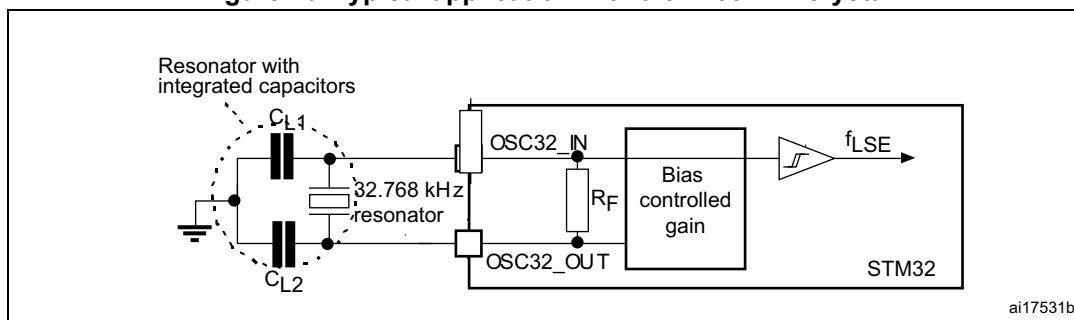 Resonator with
integrated capacitors
CL1
OSC32_IN
fLSE
32.768 kHz
resonator
RF
Bias
controlled
gain
OSC32_OUT
STM32
CL2
ai17531b